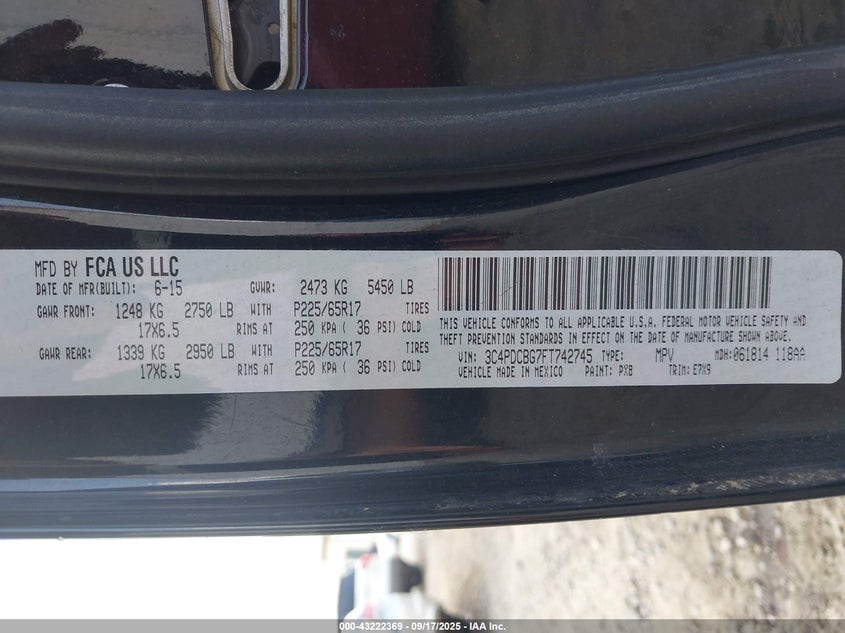 MFD BY FCA US LLC
DATE OF MFR(BUILT): 6-15 GVWR: 2473 KG 5450 LB
GAWR FRONT: 1248 KG 2750 LB WITH P225/65R17 TIRES
17X6.5 RIMS AT 250 KPA ( 36 PSI) COLD
GAWR REAR: 1339 KG 2950 LB WITH P225/65R17 TIRES
17X6.5 RIMS AT 250 KPA ( 36 PSI) COLD
THIS VEHICLE CONFORMS TO ALL APPLICABLE U.S.A. FEDERAL MOTOR VEHICLE SAFETY AND
THEFT PREVENTION STANDARDS IN EFFECT ON THE DATE OF MANUFACTURE SHOWN ABOVE.
VIN: 3C4PDCBG7FT742745 TYPE: MPV MDH: 061814 118AA
VEHICLE MADE IN MEXICO PAINT: PX8 TRIM: E7X9
000-43222369 - 09/17/2025 - IAA Inc.